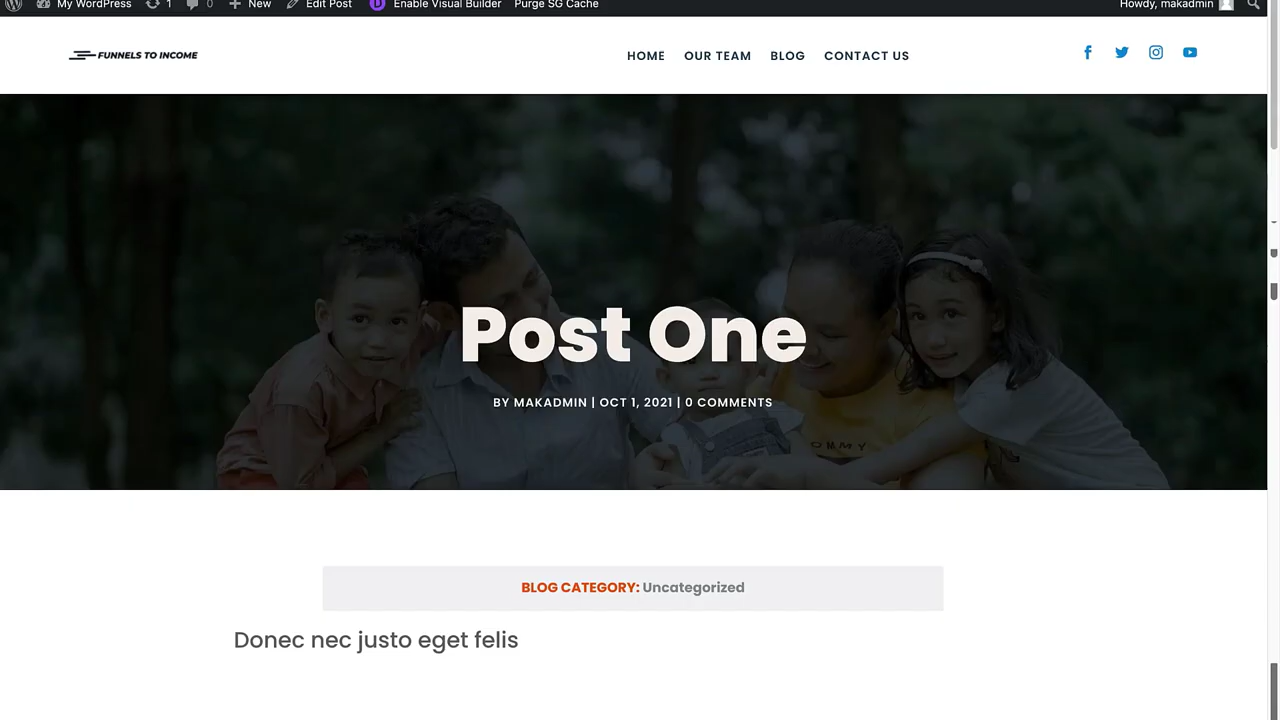 My WordPress 1 0 New Edit Post Enable Visual Builder Purge SG Cache Howdy, makadmin
FUNNELS TO INCOME HOME OUR TEAM BLOG CONTACT US
Post One
BY MAKADMIN | OCT 1, 2021 | 0 COMMENTS
BLOG CATEGORY: Uncategorized
Donec nec justo eget felis